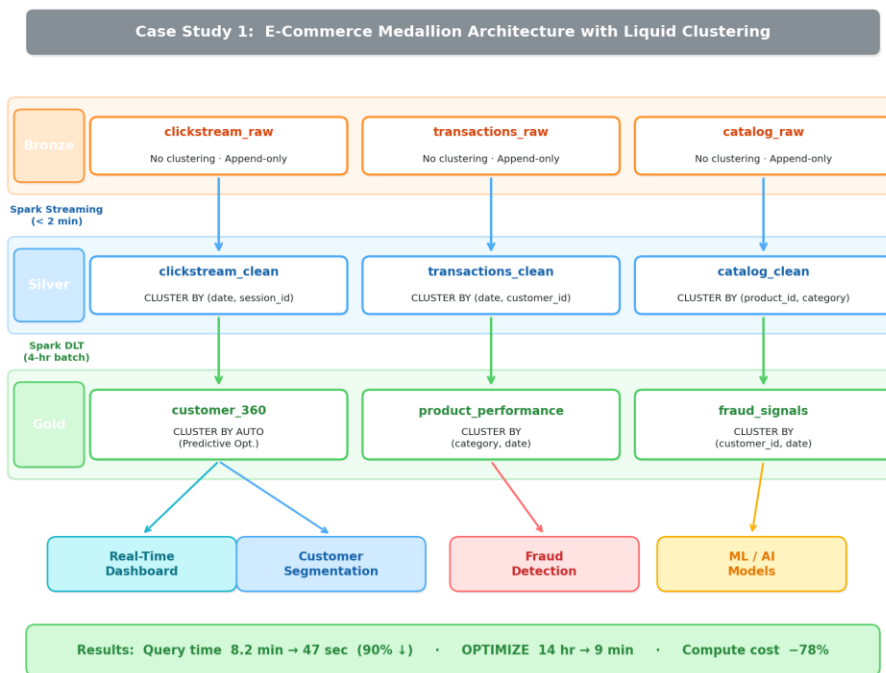 Case Study 1:  E-Commerce Medallion Architecture with Liquid Clustering
Bronze
clickstream_raw
No clustering · Append-only
transactions_raw
No clustering · Append-only
catalog_raw
No clustering · Append-only
Spark Streaming
(< 2 min)
Silver
clickstream_clean
CLUSTER BY (date, session_id)
transactions_clean
CLUSTER BY (date, customer_id)
catalog_clean
CLUSTER BY (product_id, category)
Spark DLT
(4-hr batch)
Gold
customer_360
CLUSTER BY AUTO
(Predictive Opt.)
product_performance
CLUSTER BY
(category, date)
fraud_signals
CLUSTER BY
(customer_id, date)
Real-Time
Dashboard
Customer
Segmentation
Fraud
Detection
ML / AI
Models
Results:  Query time  8.2 min → 47 sec  (90% ↓)     ·     OPTIMIZE  14 hr → 9 min     ·     Compute cost  −78%